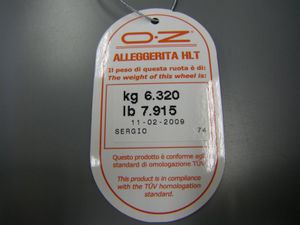 O·Z
ALLEGGERITA HLT
Il peso di questa ruota è di:
The weight of this wheel is:
kg 6.320
lb 7.915
11-02-2009
SERGIO 74
Questo prodotto è conforme agli
standard di omologazione TÜV
This product is in compliance
with the TÜV homologation
standard.